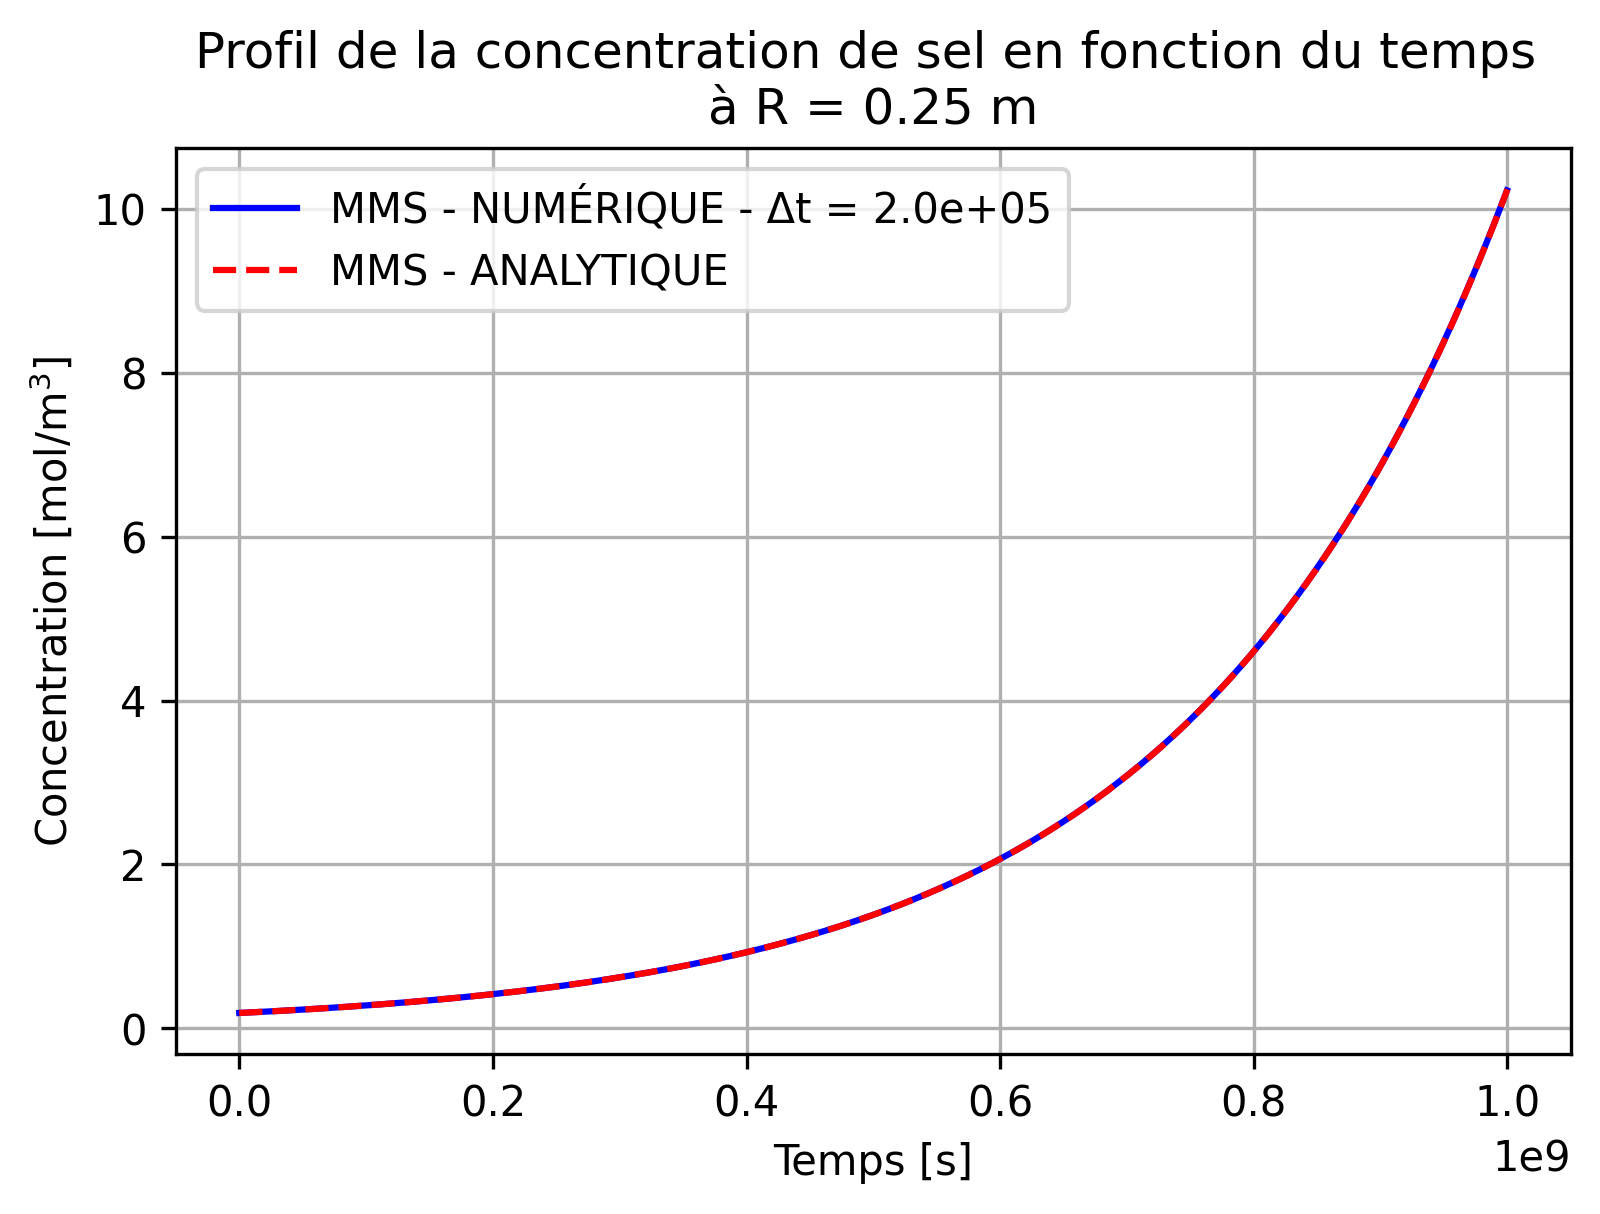 Profil de la concentration de sel en fonction du temps
à R = 0.25 m
MMS - NUMÉRIQUE - Δt = 2.0e+05
MMS - ANALYTIQUE
Concentration [mol/m³]
10
8
6
4
2
0
0.0 0.2 0.4 0.6 0.8 1.0
1e9
Temps [s]